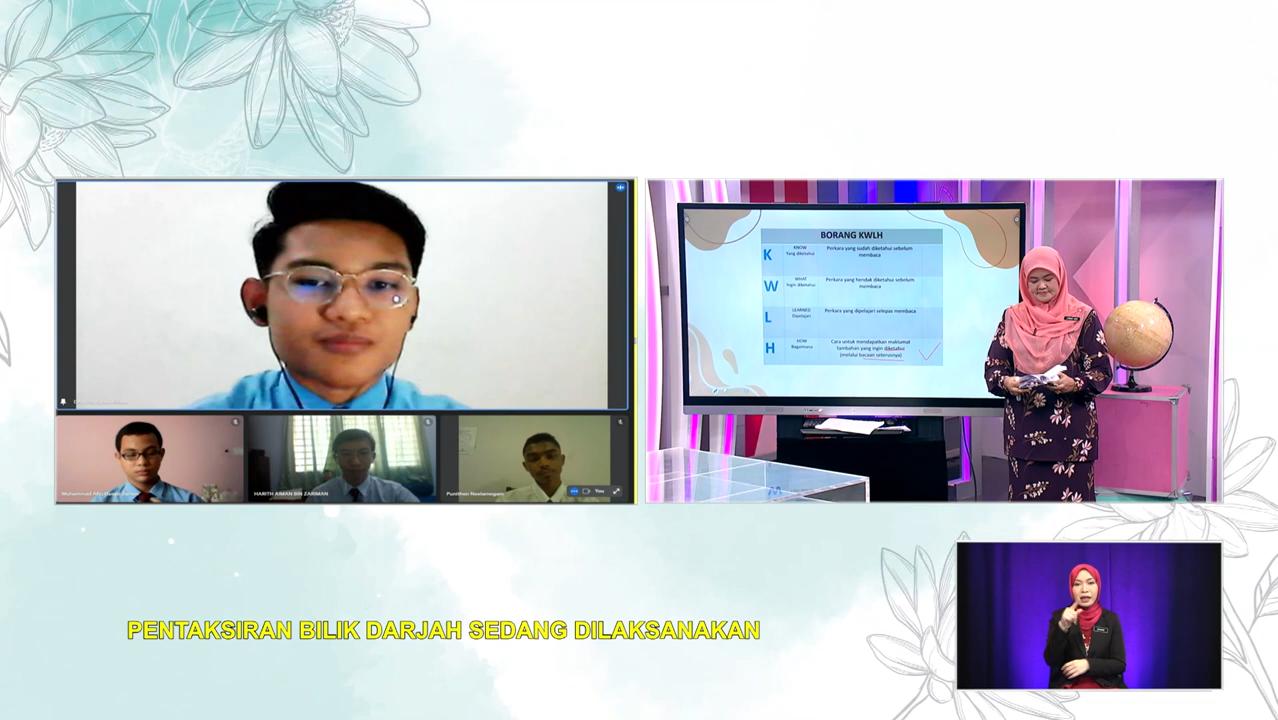 BORANG KWLH
K
KNOW
Yang diketahui
Perkara yang sudah diketahui sebelum
membaca
W
WHAT
Ingin diketahui
Perkara yang hendak diketahui sebelum
membaca
L
LEARNED
Dipelajari
Perkara yang dipelajari selepas membaca
H
HOW
Bagaimana
Cara untuk mendapatkan maklumat
tambahan yang ingin diketahui
(melalui bacaan seterusnya)
HARITH AIMAN BIN ZARIMAN
You
PENTAKSIRAN BILIK DARJAH SEDANG DILAKSANAKAN